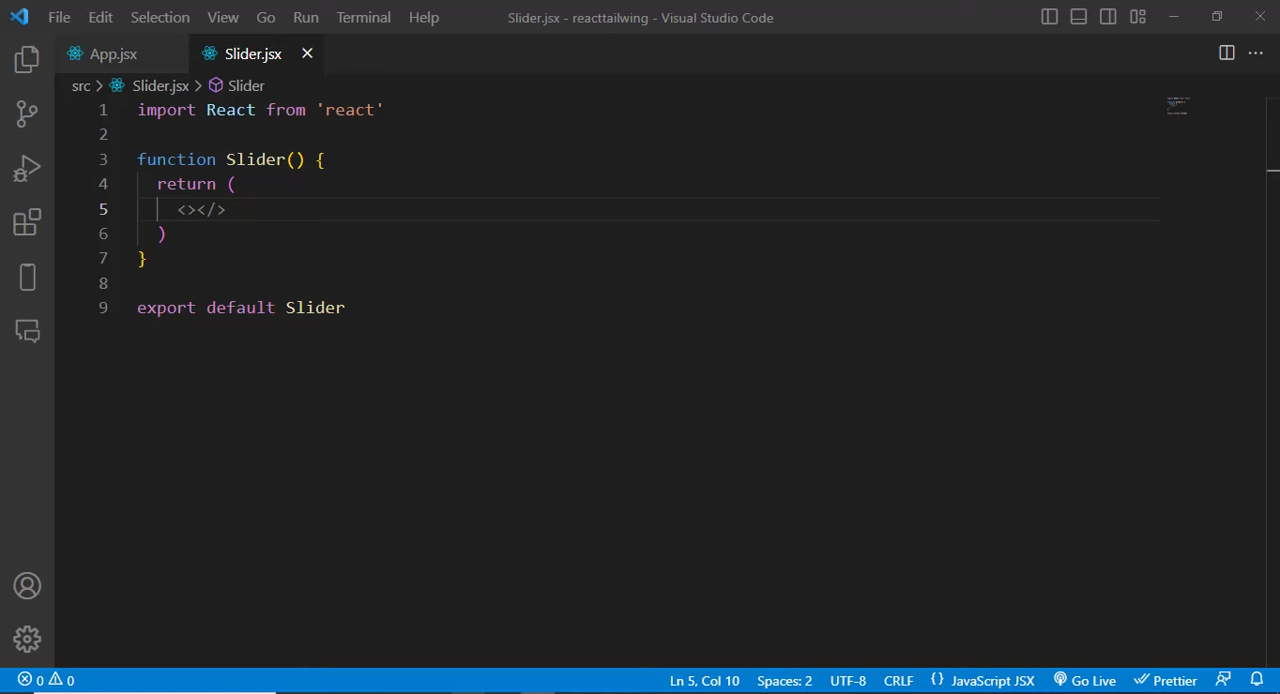 File Edit Selection View Go Run Terminal Help Slider.jsx - reacttailwing - Visual Studio Code
App.jsx Slider.jsx
src > Slider.jsx > Slider
1 import React from 'react'
2
3 function Slider() {
4 return (
5 <></>
6 )
7 }
8
9 export default Slider
0 0 Ln 5, Col 10 Spaces: 2 UTF-8 CRLF {} JavaScript JSX Go Live Prettier